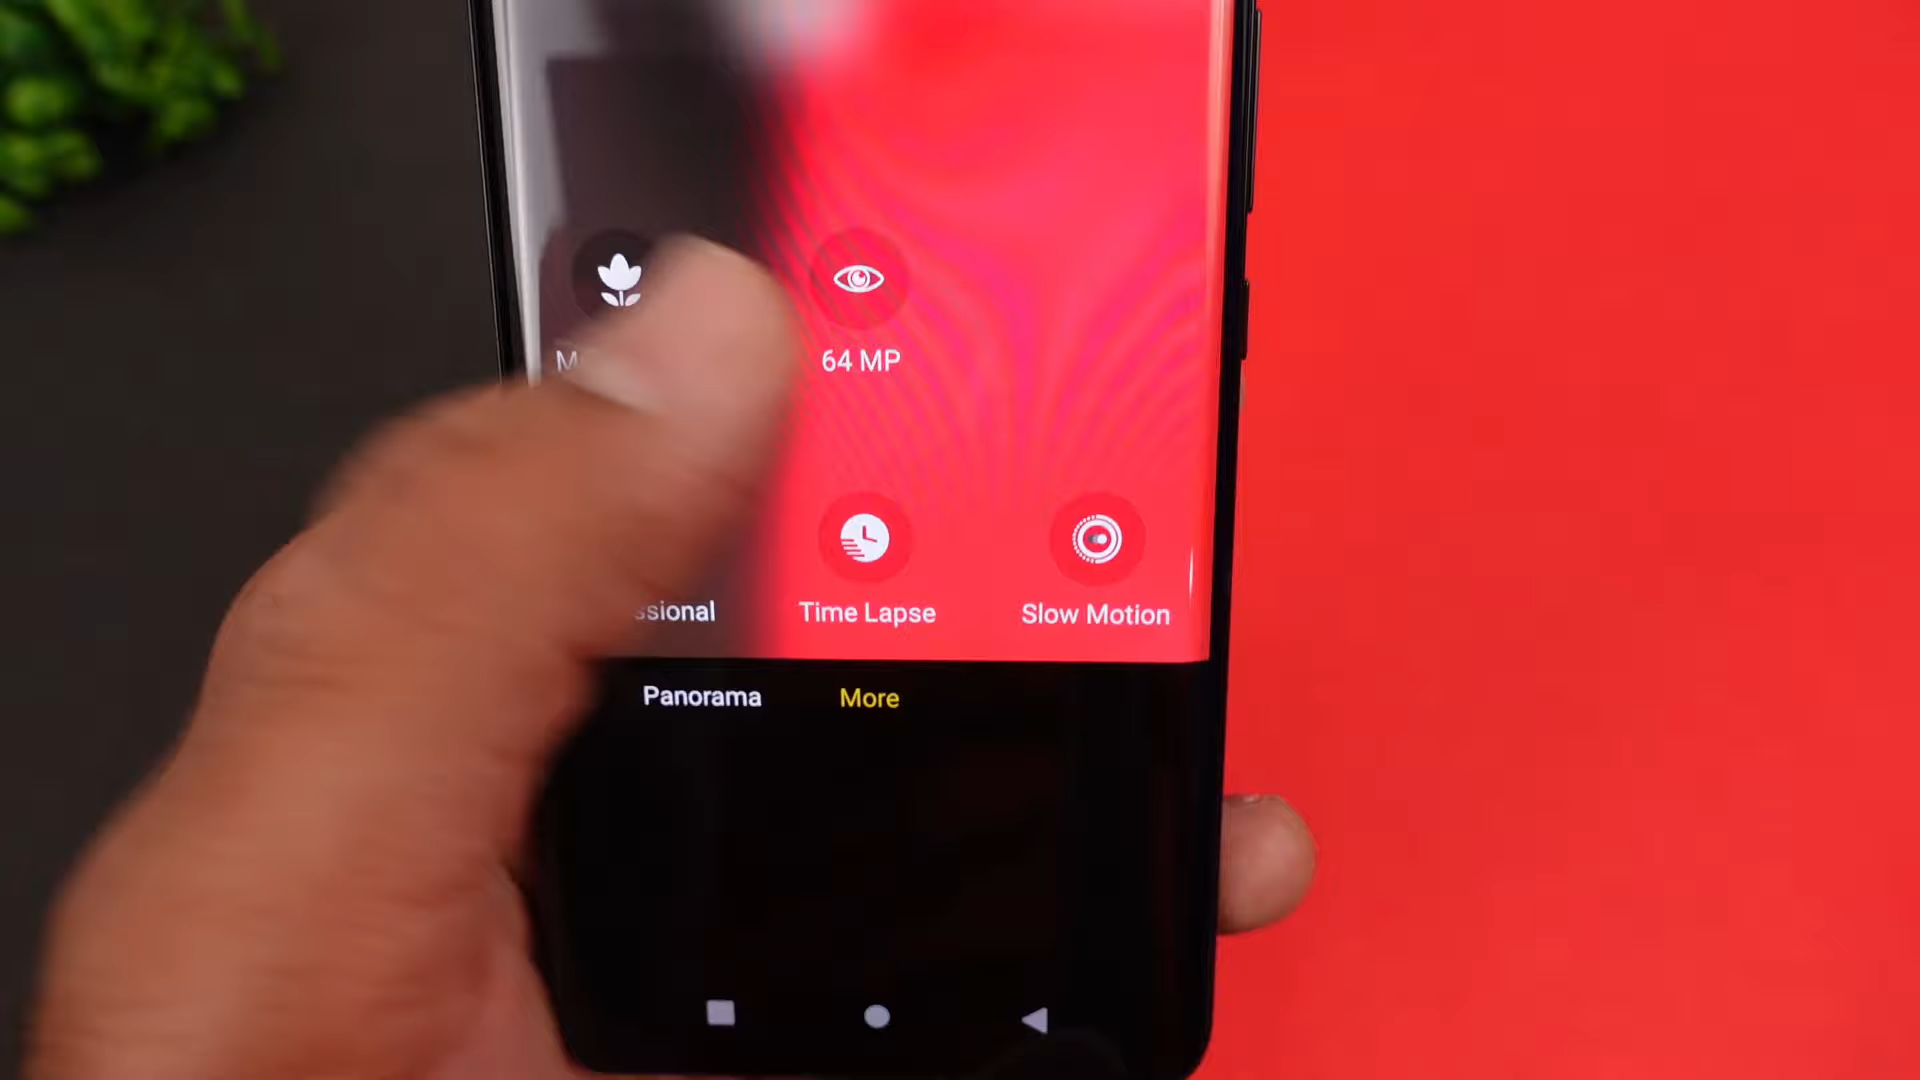 64 MP
ssional
Time Lapse
Slow Motion
Panorama
More